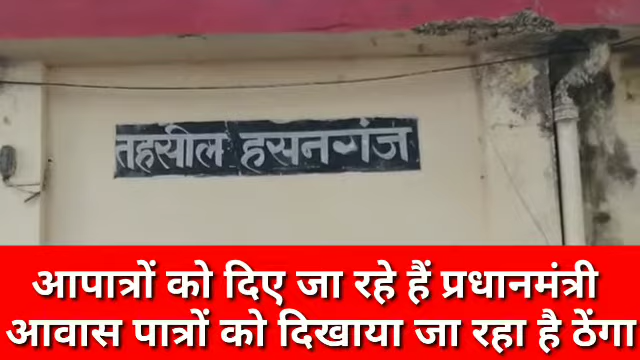 तहसील हसनगंज
आपात्रों को दिए जा रहे हैं प्रधानमंत्री
आवास पात्रों को दिखाया जा रहा है ठेंगा